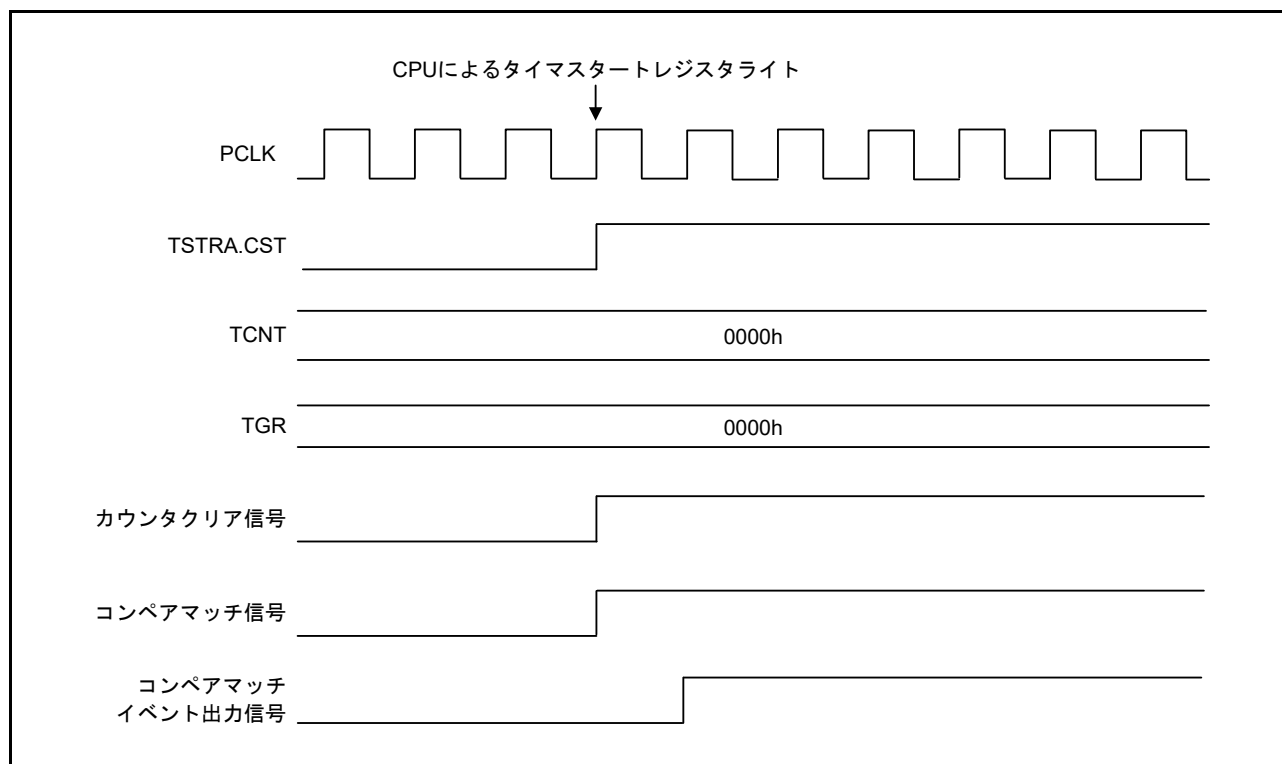 CPUによるタイマスタートレジスタライト
PCLK
TSTRA.CST
TCNT
0000h
TGR
0000h
カウンタクリア信号
コンペアマッチ信号
コンペアマッチ
イベント出力信号